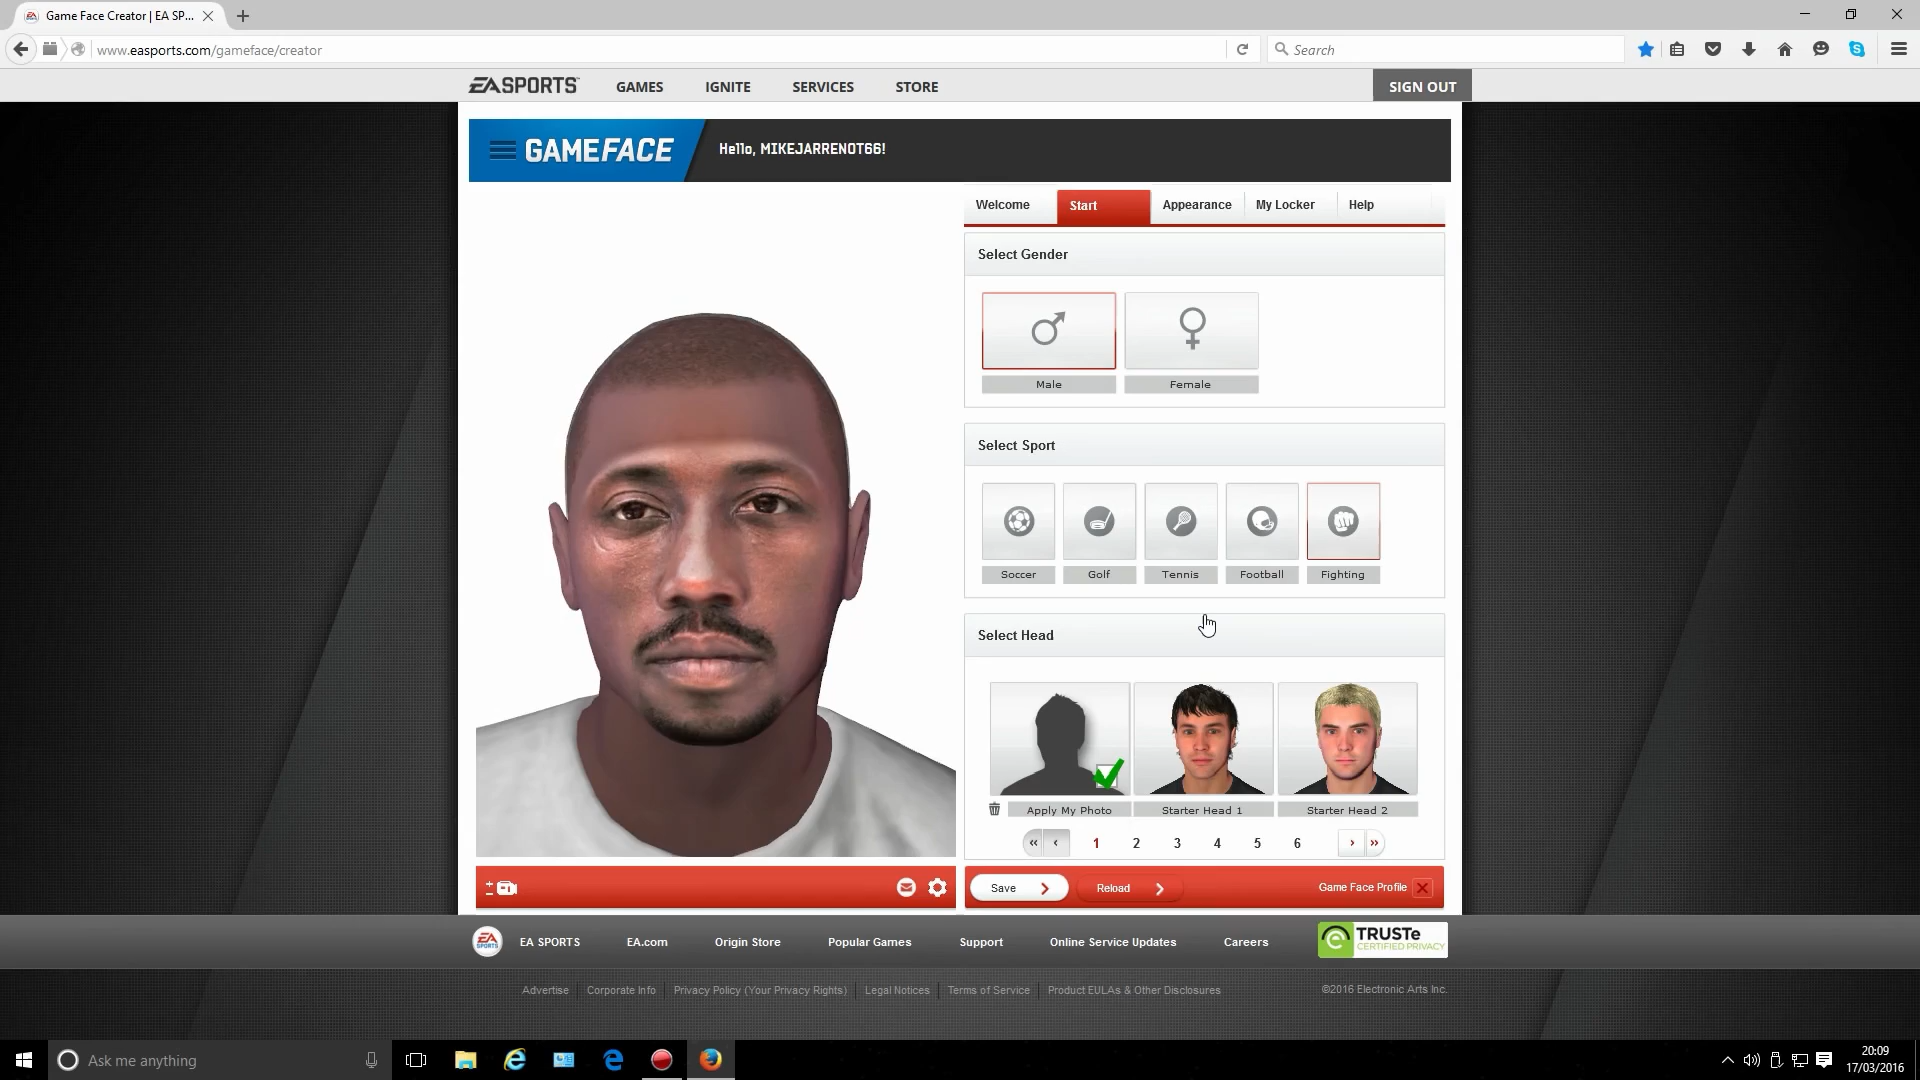 Game Face Creator | EA SP...
www.easports.com/gameface/creator
Search
EA SPORTS™
GAMES
IGNITE
SERVICES
STORE
SIGN OUT
GAMEFACE
Hello, MIKEJARRENOT66!
Welcome
Start
Appearance
My Locker
Help
Select Gender
Male
Female
Select Sport
Soccer
Golf
Tennis
Football
Fighting
Select Head
Apply My Photo
Starter Head 1
Starter Head 2
« ‹ 1 2 3 4 5 6 › »
Save
Reload
Game Face Profile
EA SPORTS
EA SPORTS
EA.com
Origin Store
Popular Games
Support
Online Service Updates
Careers
TRUSTe
CERTIFIED PRIVACY
Advertise
Corporate Info
Privacy Policy (Your Privacy Rights)
Legal Notices
Terms of Service
Product EULAs & Other Disclosures
©2016 Electronic Arts Inc.
Ask me anything
20:09
17/03/2016